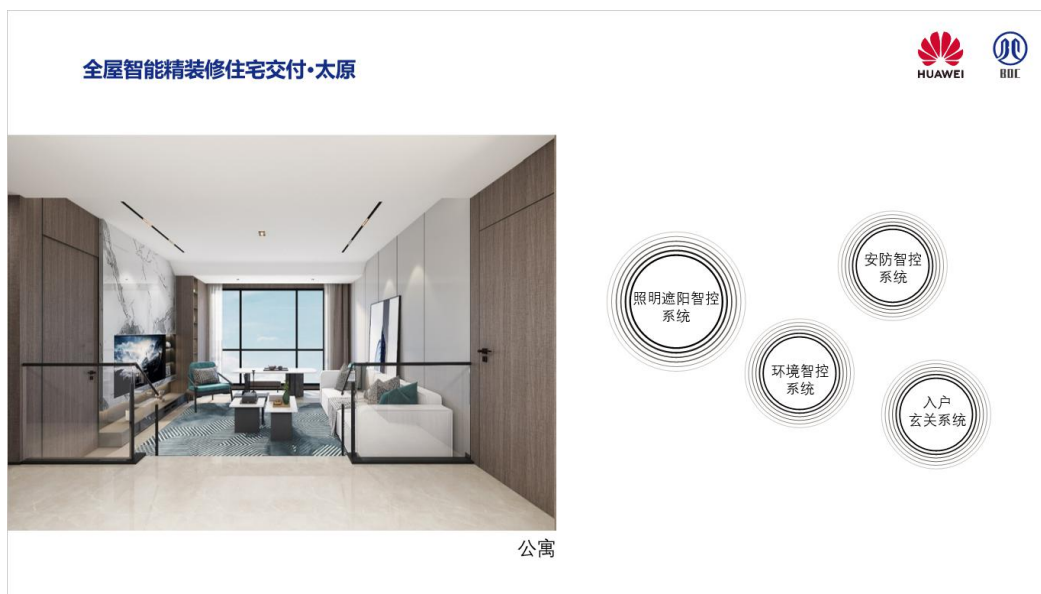 全屋智能精装修住宅交付·太原
HUAWEI
BDC
照明遮阳智控
系统
安防智控
系统
环境智控
系统
入户
玄关系统
公寓